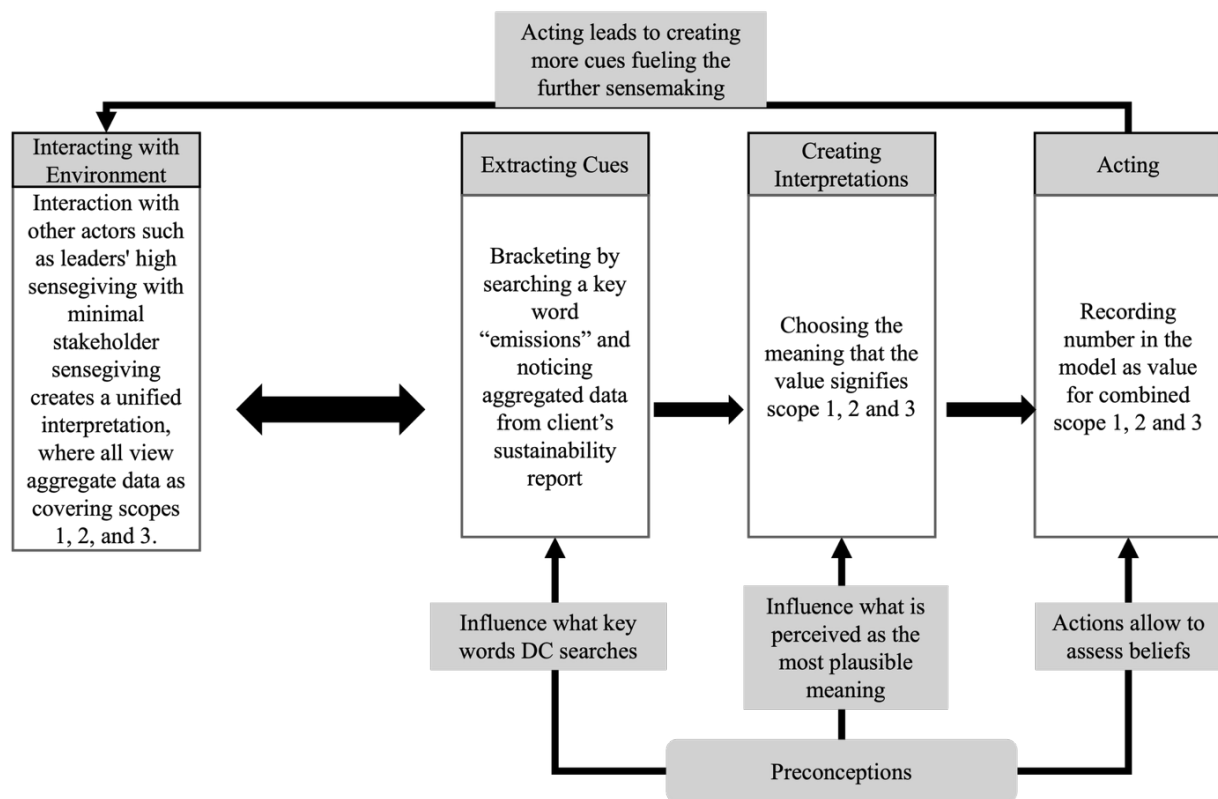 Acting leads to creating
more cues fueling the
further sensemaking
Interacting with
Environment
Interaction with
other actors such
as leaders' high
sensegiving with
minimal
stakeholder
sensegiving
creates a unified
interpretation,
where all view
aggregate data as
covering scopes
1, 2, and 3.
Extracting Cues
Bracketing by
searching a key
word
“emissions” and
noticing
aggregated data
from client’s
sustainability
report
Creating
Interpretations
Choosing the
meaning that the
value signifies
scope 1, 2 and 3
Acting
Recording
number in the
model as value
for combined
scope 1, 2 and 3
Influence what key
words DC searches
Influence what is
perceived as the
most plausible
meaning
Actions allow to
assess beliefs
Preconceptions